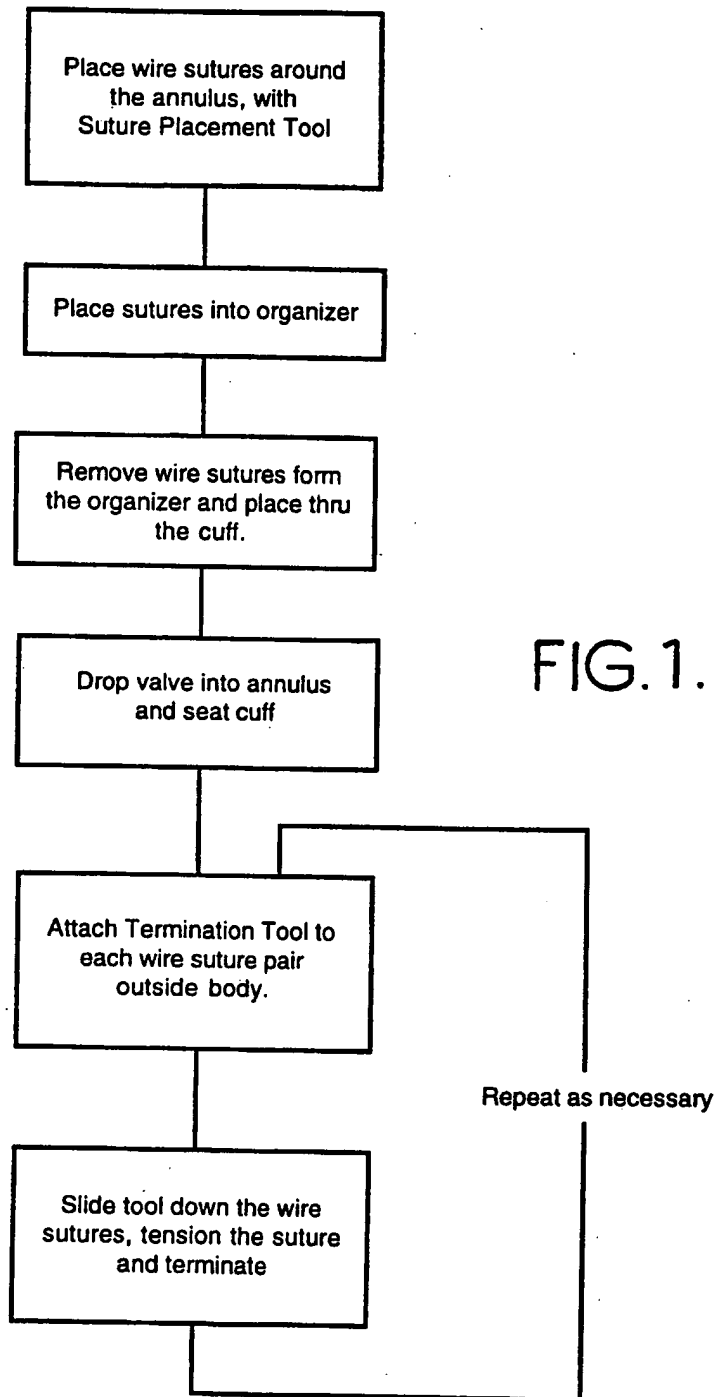 Place wire sutures around
the annulus, with
Suture Placement Tool
Place sutures into organizer
Remove wire sutures form
the organizer and place thru
the cuff.
Drop valve into annulus
and seat cuff
FIG.1.
Attach Termination Tool to
each wire suture pair
outside body.
Repeat as necessary
Slide tool down the wire
sutures, tension the suture
and terminate